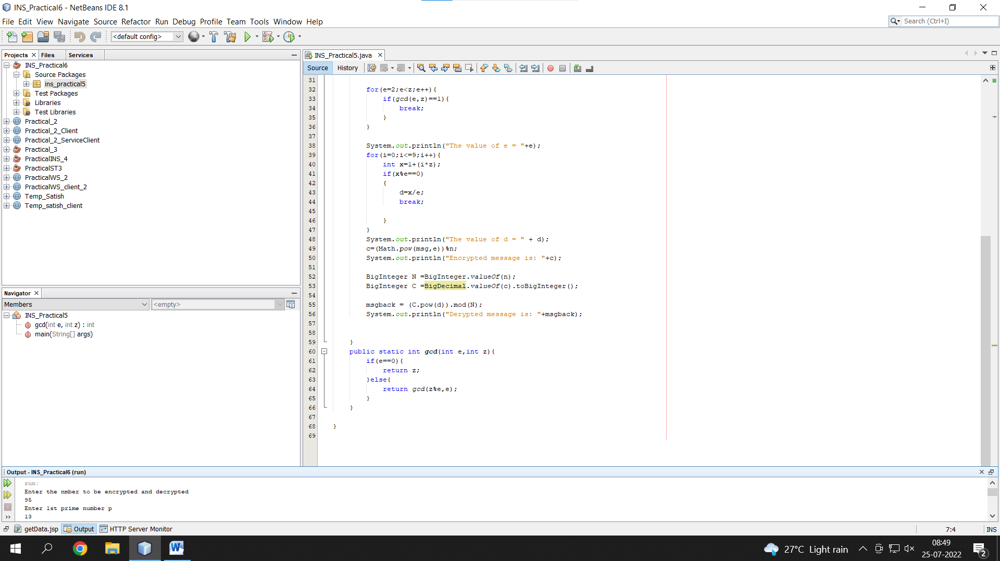 INS_Practical6 - NetBeans IDE 8.1
File Edit View Navigate Source Refactor Run Debug Profile Team Tools Window Help
Search (Ctrl+I)
<default config>
Projects Files Services
INS_Practical6
Source Packages
ins_practical5
Test Packages
Libraries
Test Libraries
Practical_2
Practical_2_Client
Practical_2_ServiceClient
Practical_3
PracticalINS_4
PracticalST3
PracticalWS_2
PracticalWS_client_2
Temp_Satish
Temp_satish_client
Navigator
Members <empty>
INS_Practical5
gcd(int e, int z) : int
main(String[] args)
INS_Practical5.java
Source History
31
32 for(e=2;e<z;e++){
33 if(gcd(e,z)==1){
34 break;
35 }
36 }
37
38 System.out.println("The value of e = "+e);
39 for(i=0;i<=9;i++){
40 int x=1+(i*z);
41 if(x%e==0)
42 {
43 d=x/e;
44 break;
45
46 }
47 }
48 System.out.println("The value of d = " + d);
49 c=(Math.pow(msg,e))%n;
50 System.out.println("Encrypted message is: "+c);
51
52 BigInteger N =BigInteger.valueOf(n);
53 BigInteger C =BigDecimal.valueOf(c).toBigInteger();
54
55 msgback = (C.pow(d)).mod(N);
56 System.out.println("Derypted message is: "+msgback);
57
58
59 }
60 public static int gcd(int e,int z){
61 if(e==0){
62 return z;
63 }else{
64 return gcd(z%e,e);
65 }
66 }
67
68 }
69
Output - INS_Practical6 (run)
run:
Enter the nmber to be encrypted and decrypted
95
Enter 1st prime number p
13
getData.jsp Output HTTP Server Monitor
7:4 INS
27°C Light rain
08:49
25-07-2022
2